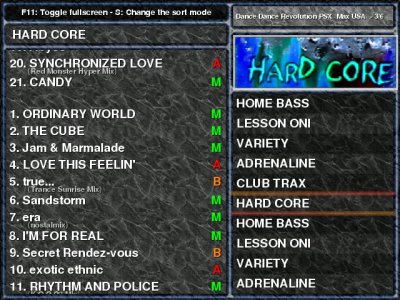 F11: Toggle fullscreen - S: Change the sort mode
HARD CORE
20. SYNCHRONIZED LOVE A
(Red Monster Hyper Mix)
21. CANDY M
1. ORDINARY WORLD M
2. THE CUBE M
3. Jam & Marmalade M
4. LOVE THIS FEELIN' A
5. true... B
(Trance Sunrise Mix)
6. Sandstorm M
7. era M
(nostalmix)
8. I'M FOR REAL M
9. Secret Rendez-vous B
10. exotic ethnic A
11. RHYTHM AND POLICE M
Dance Dance Revolution PSX Max USA - 3/6
HARD CORE
HOME BASS
LESSON ONI
VARIETY
ADRENALINE
CLUB TRAX
HARD CORE
HOME BASS
LESSON ONI
VARIETY
ADRENALINE